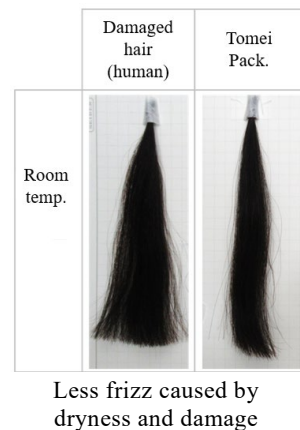 Damaged
hair
(human)
Tomei
Pack.
Room
temp.
Less frizz caused by
dryness and damage